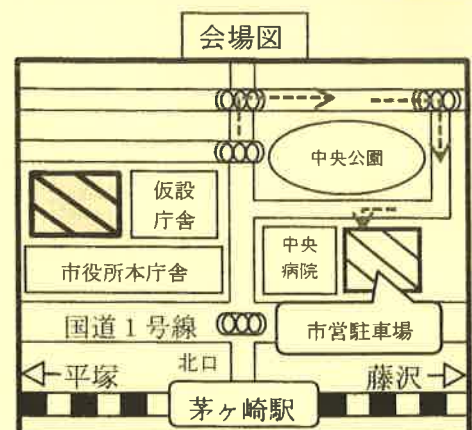 会場図
中央公園
仮設
庁舎
中央
病院
市役所本庁舎
市営駐車場
国道1号線
北口
平塚
藤沢
茅ヶ崎駅